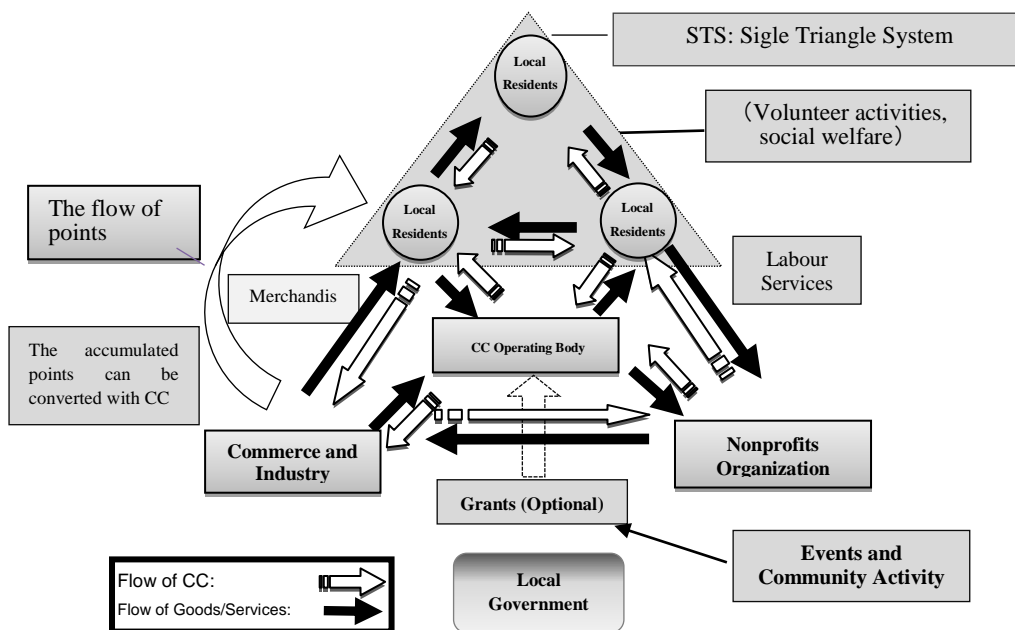 STS: Sigle Triangle System
Local
Residents
（Volunteer activities,
social welfare）
The flow of
points
Local
Residents
Local
Residents
Labour
Services
Merchandis
The accumulated
points can be
converted with CC
CC Operating Body
Commerce and
Industry
Nonprofits
Organization
Grants (Optional)
Events and
Community Activity
Local
Government
Flow of CC:
Flow of Goods/Services: